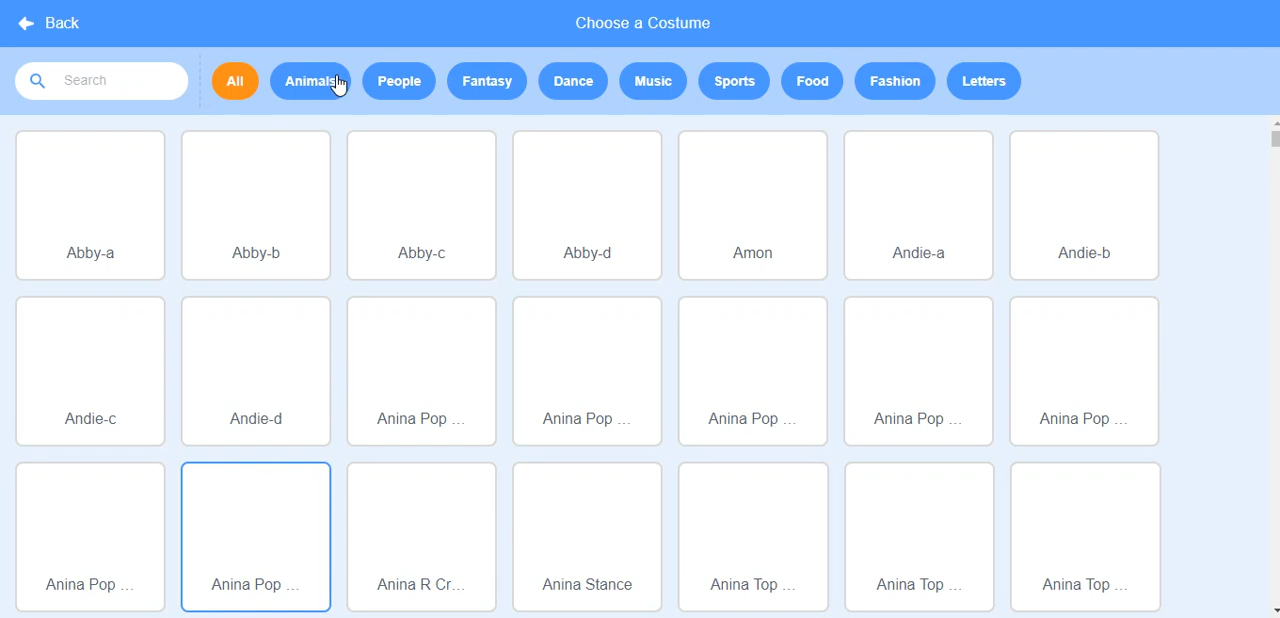 Back
Choose a Costume
Search
All
Animals
People
Fantasy
Dance
Music
Sports
Food
Fashion
Letters
Abby-a
Abby-b
Abby-c
Abby-d
Amon
Andie-a
Andie-b
Andie-c
Andie-d
Anina Pop ...
Anina Pop ...
Anina Pop ...
Anina Pop ...
Anina Pop ...
Anina Pop ...
Anina Pop ...
Anina R Cr...
Anina Stance
Anina Top ...
Anina Top ...
Anina Top ...